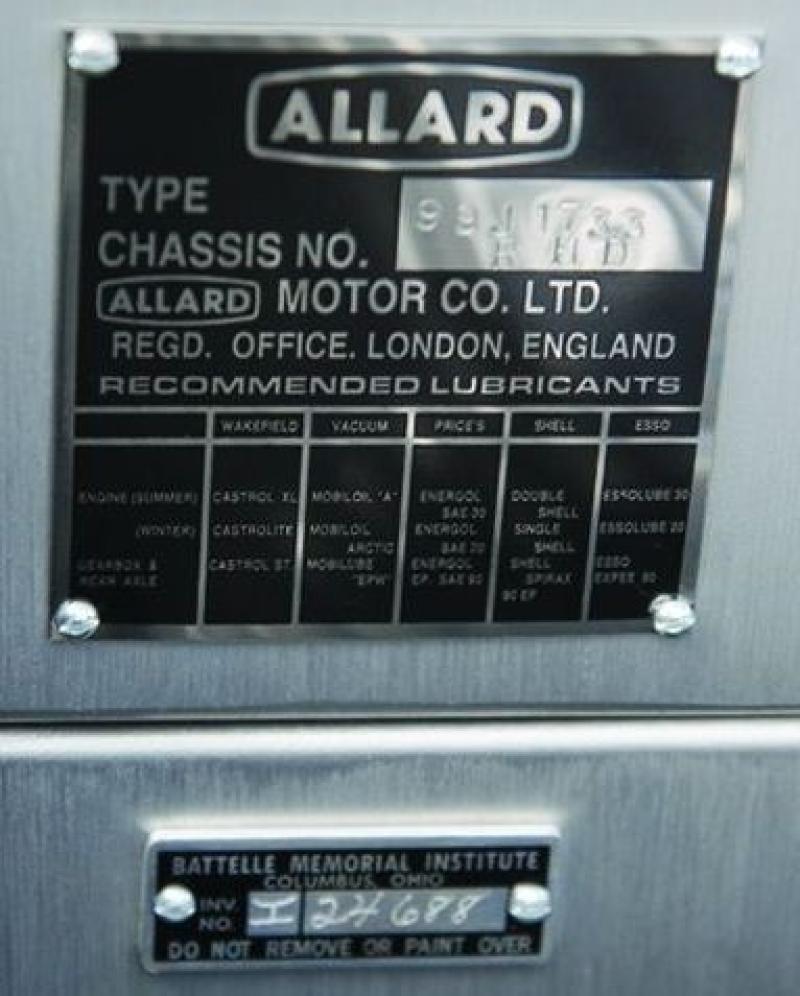 ALLARD
TYPE
99J 1733
CHASSIS NO.
R H D
ALLARD MOTOR CO. LTD.
REGD. OFFICE. LONDON, ENGLAND
RECOMMENDED LUBRICANTS
WAKEFIELD VACUUM PRICE'S SHELL ESSO
ENGINE (SUMMER) CASTROL XL MOBILOIL "A" ENERGOL DOUBLE ESSOLUBE 30
SAE 30 SHELL
(WINTER) CASTROLITE MOBILOIL ENERGOL SINGLE ESSOLUBE 20
ARCTIC SAE 20 SHELL
GEARBOX & CASTROL ST. MOBILUBE ENERGOL SHELL ESSO
REAR AXLE "EPW" EP. SAE 90 SPIRAX EXPEE 90
90 EP
BATTELLE MEMORIAL INSTITUTE
COLUMBUS, OHIO
INV I 24688
NO.
DO NOT REMOVE OR PAINT OVER